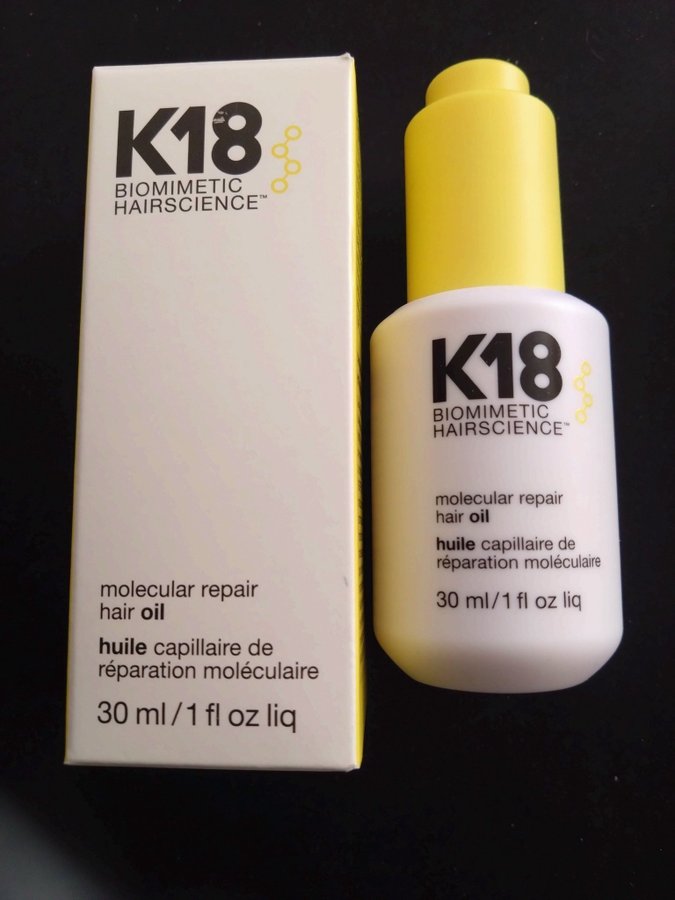 K18
BIOMIMETIC
HAIRSCIENCE™
molecular repair
hair oil
huile capillaire de
réparation moléculaire
30 ml/1 fl oz liq
K18
BIOMIMETIC
HAIRSCIENCE™
molecular repair
hair oil
huile capillaire de
réparation moléculaire
30 ml/1 fl oz liq